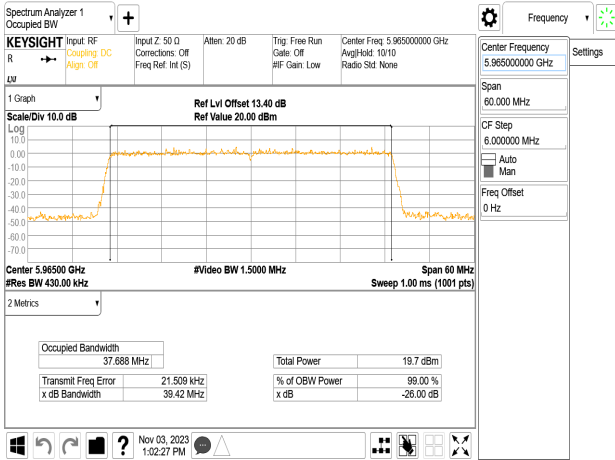 Spectrum Analyzer 1
Occupied BW
KEYSIGHT
R
LXI
Input: RF
Coupling: DC
Align: Off
Input Z: 50 Ω
Corrections: Off
Freq Ref: Int (S)
Atten: 20 dB
Trig: Free Run
Gate: Off
#IF Gain: Low
Center Freq: 5.965000000 GHz
Avg|Hold: 10/10
Radio Std: None
Frequency
Settings
Center Frequency
5.965000000 GHz
Span
60.000 MHz
CF Step
6.000000 MHz
Auto
Man
Freq Offset
0 Hz
1 Graph
Ref Lvl Offset 13.40 dB
Scale/Div 10.0 dB
Ref Value 20.00 dBm
Log
10.0
0.00
-10.0
-20.0
-30.0
-40.0
-50.0
-60.0
-70.0
Center 5.96500 GHz
#Video BW 1.5000 MHz
Span 60 MHz
#Res BW 430.00 kHz
Sweep 1.00 ms (1001 pts)
2 Metrics
Occupied Bandwidth
37.688 MHz
Total Power 19.7 dBm
Transmit Freq Error 21.509 kHz
% of OBW Power 99.00 %
x dB Bandwidth 39.42 MHz
x dB -26.00 dB
?
Nov 03, 2023
1:02:27 PM